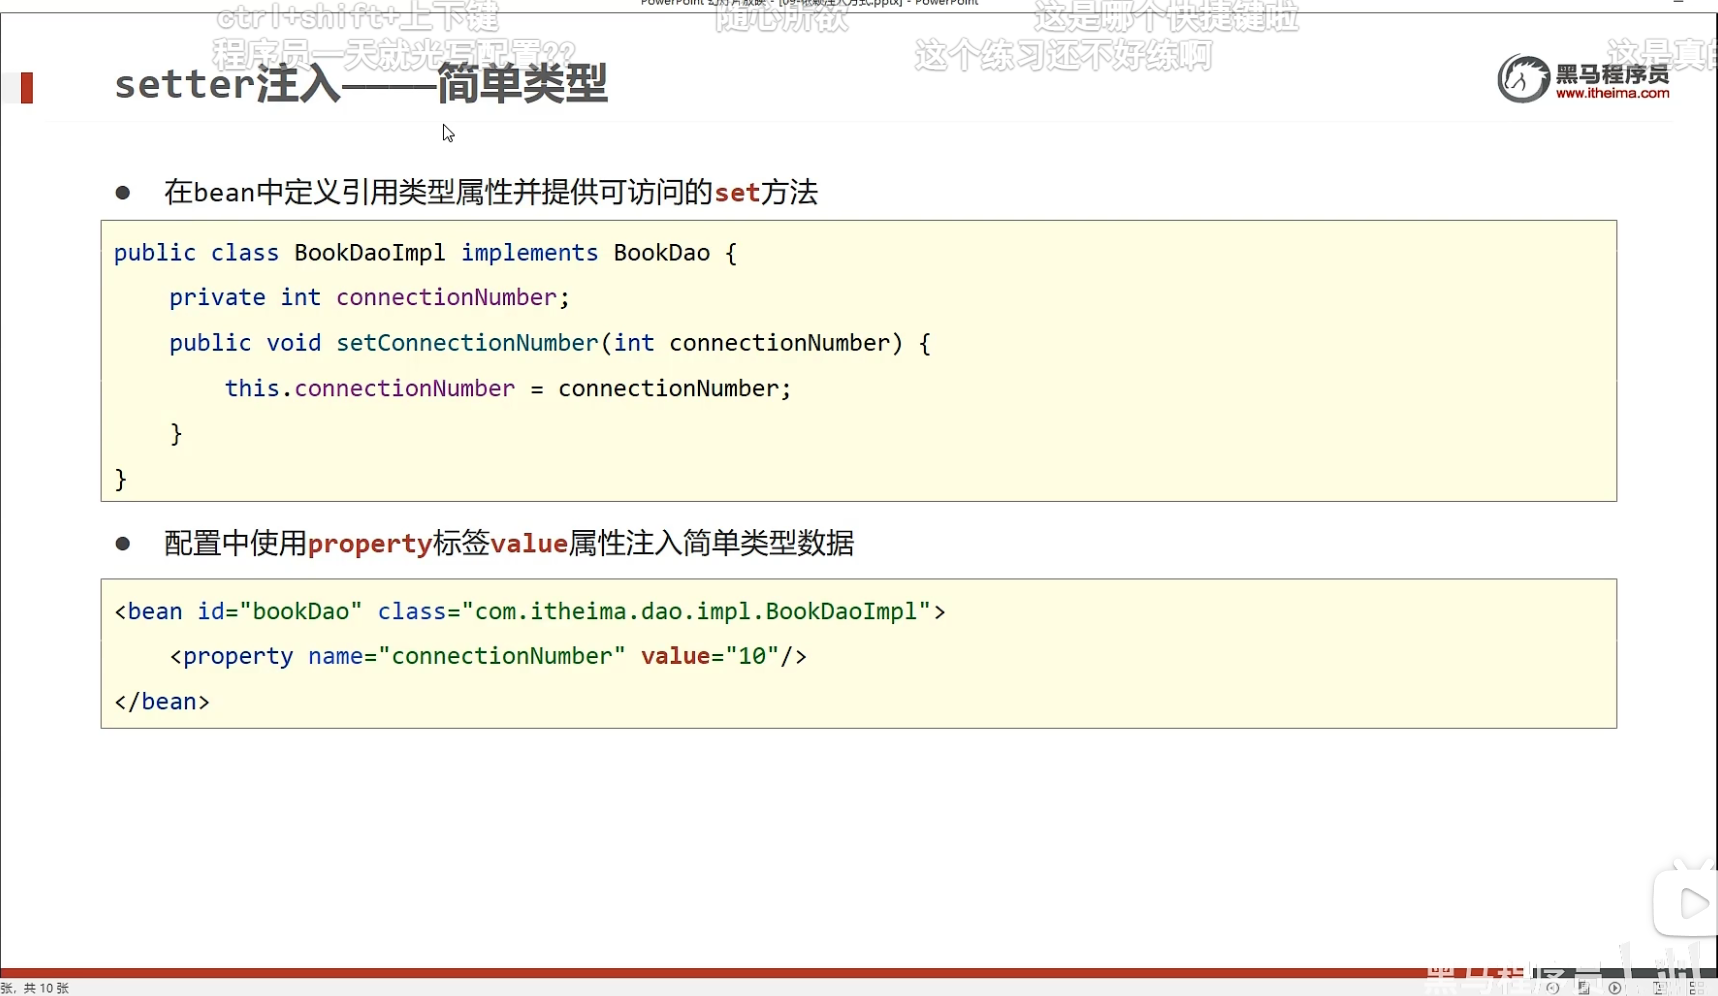 PowerPoint 幻灯片放映 - [09-依赖注入方式.pptx] - PowerPoint
ctrl+shift+上下键
随心所欲
这是哪个快捷键啦
程序员一天就光写配置??
这个练习还不好练啊
这是真的
setter注入——简单类型
黑马程序员
www.itheima.com
● 在bean中定义引用类型属性并提供可访问的set方法
public class BookDaoImpl implements BookDao {
    private int connectionNumber;
    public void setConnectionNumber(int connectionNumber) {
        this.connectionNumber = connectionNumber;
    }
}
● 配置中使用property标签value属性注入简单类型数据
<bean id="bookDao" class="com.itheima.dao.impl.BookDaoImpl">
    <property name="connectionNumber" value="10"/>
</bean>
黑马程序员
张，共 10 张